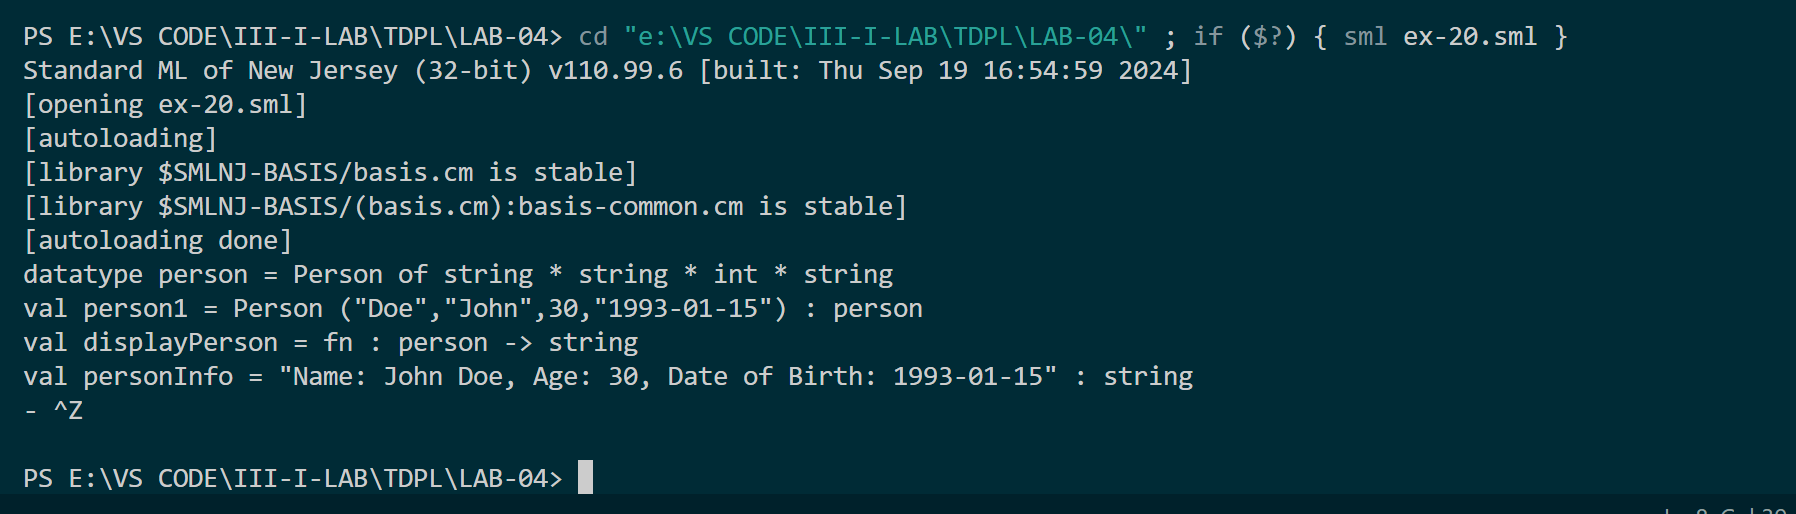 PS E:\VS CODE\III-I-LAB\TDPL\LAB-04> cd "e:\VS CODE\III-I-LAB\TDPL\LAB-04\" ; if ($?) { sml ex-20.sml }
Standard ML of New Jersey (32-bit) v110.99.6 [built: Thu Sep 19 16:54:59 2024]
[opening ex-20.sml]
[autoloading]
[library $SMLNJ-BASIS/basis.cm is stable]
[library $SMLNJ-BASIS/(basis.cm):basis-common.cm is stable]
[autoloading done]
datatype person = Person of string * string * int * string
val person1 = Person ("Doe","John",30,"1993-01-15") : person
val displayPerson = fn : person -> string
val personInfo = "Name: John Doe, Age: 30, Date of Birth: 1993-01-15" : string
- ^Z
PS E:\VS CODE\III-I-LAB\TDPL\LAB-04>